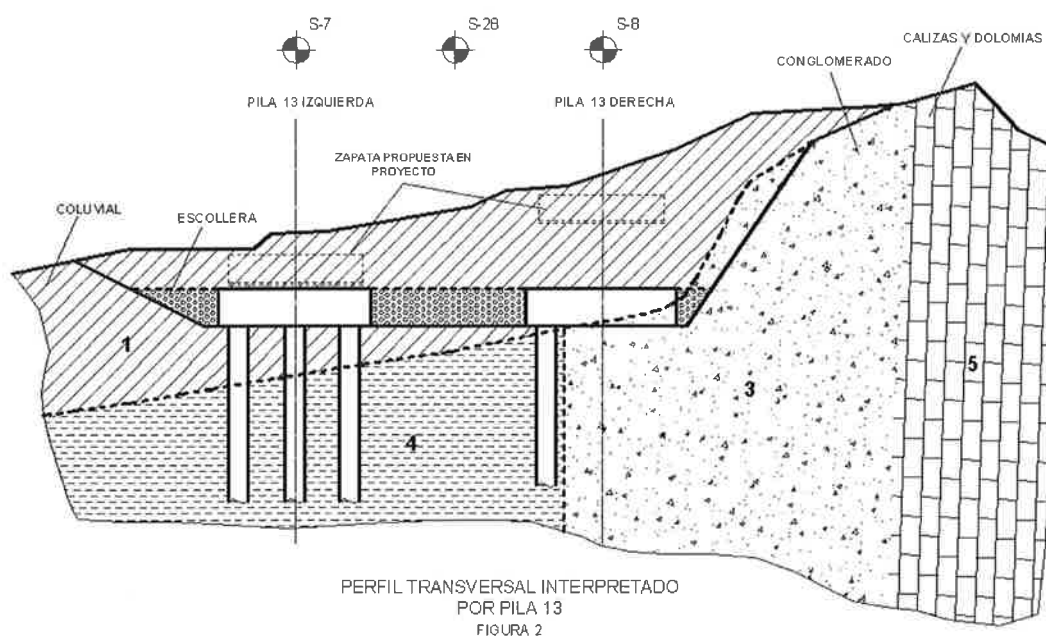 S-7
S-28
S-8
CALIZAS Y DOLOMIAS
CONGLOMERADO
PILA 13 IZQUIERDA
PILA 13 DERECHA
ZAPATA PROPUESTA EN
PROYECTO
COLUVIAL
ESCOLLERA
1
3
4
5
PERFIL TRANSVERSAL INTERPRETADO
POR PILA 13
FIGURA 2